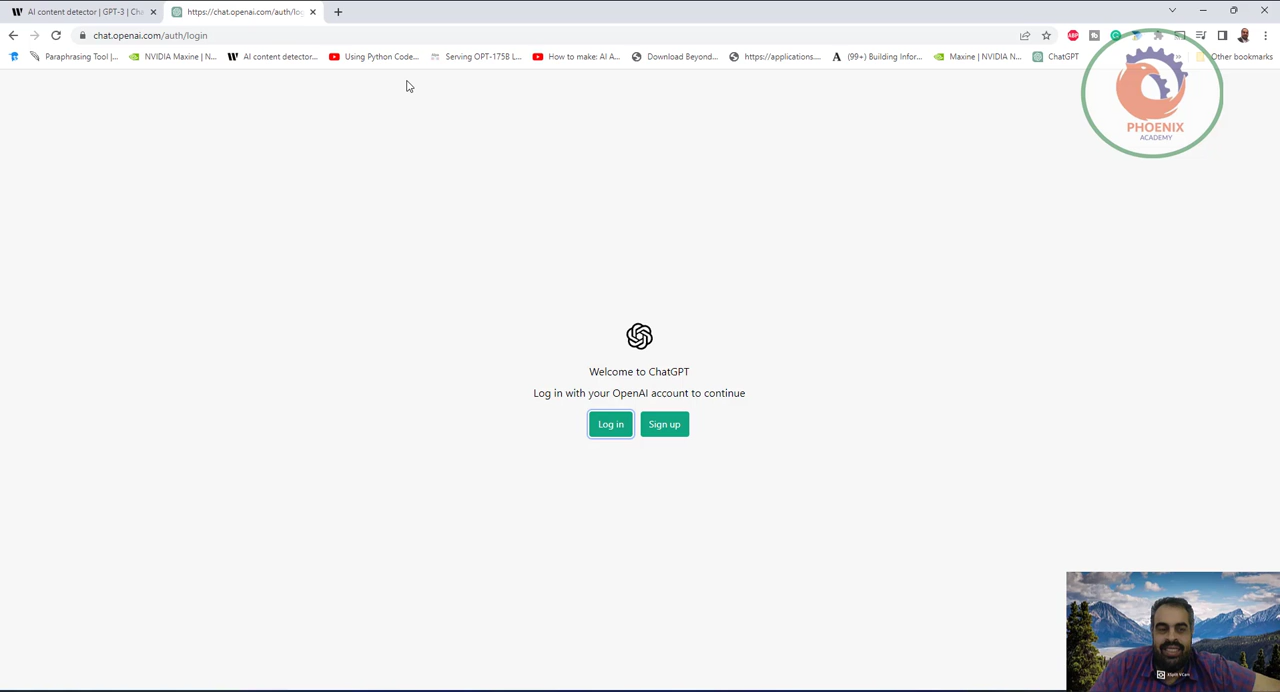 AI content detector | GPT-3 | Cha
https://chat.openai.com/auth/log
chat.openai.com/auth/login
Paraphrasing Tool |...
NVIDIA Maxine | N...
AI content detector...
Using Python Code...
Serving OPT-175B L...
How to make: AI A...
Download Beyond...
https://applications....
(99+) Building Infor...
Maxine | NVIDIA N...
ChatGPT
Other bookmarks
PHOENIX
ACADEMY
Welcome to ChatGPT
Log in with your OpenAI account to continue
Log in
Sign up